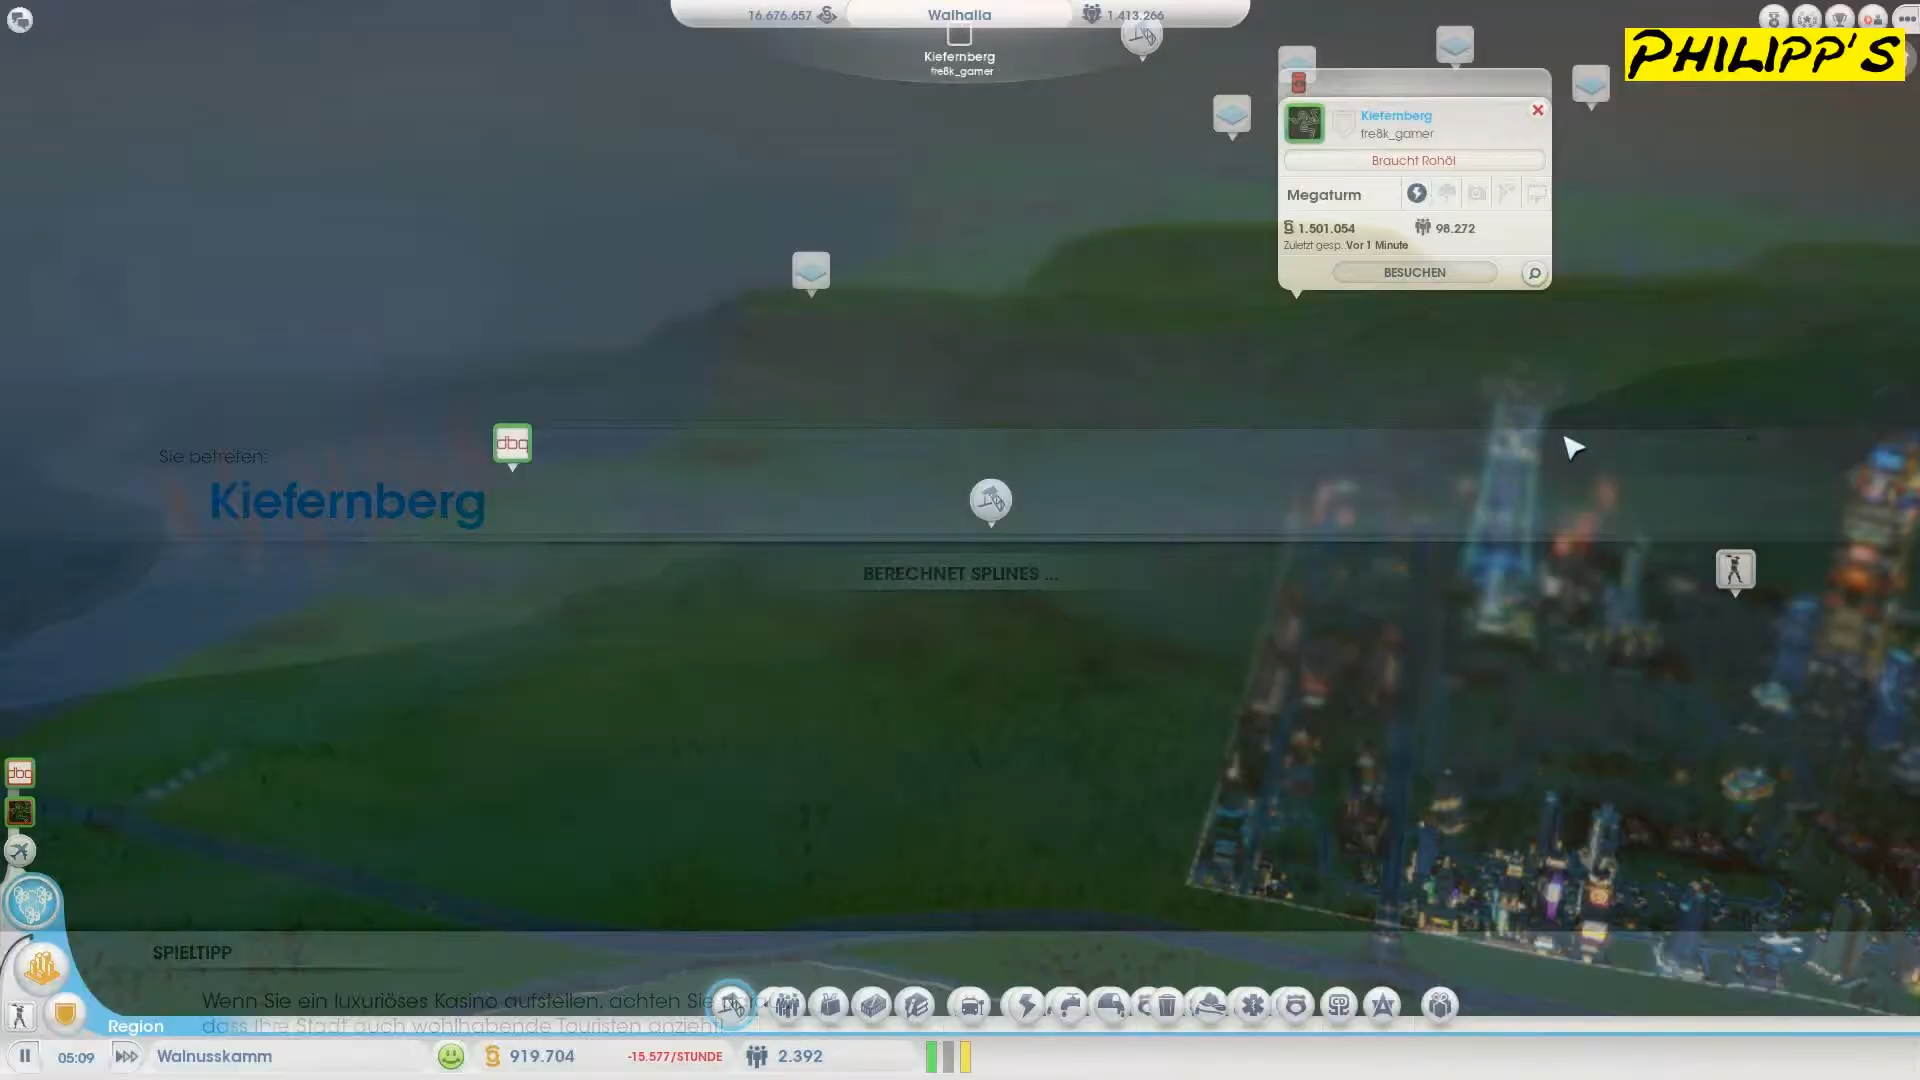 16.676.657
Walhalla
1.413.266
Kiefernberg
fre8k_gamer
PHILIPP'S
Kiefernberg
fre8k_gamer
Braucht Rohöl
Megaturm
1.501.054
98.272
Zuletzt gesp.:Vor 1 Minute
BESUCHEN
dbq
Sie betreten:
Kiefernberg
BERECHNET SPLINES ...
dbq
SPIELTIPP
Wenn Sie ein luxuriöses Kasino aufstellen, achten Sie
dass Ihre Stadt auch wohlhabende Touristen anzieht!
Region
05:09
Walnusskamm
919.704
-15.577/STUNDE
2.392